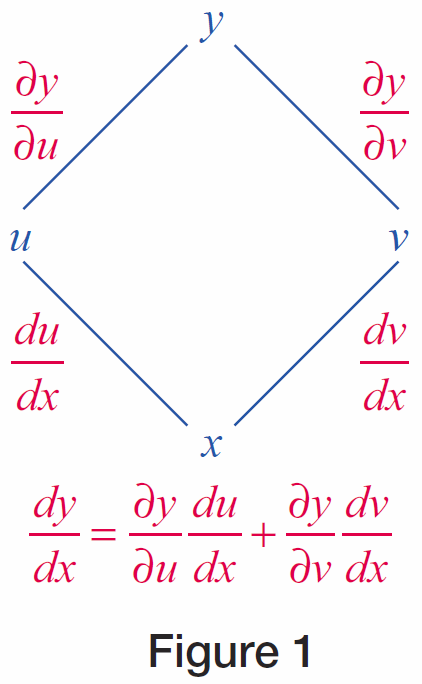 y
∂y/∂u ∂y/∂v
u v
du/dx dv/dx
x
dy/dx = ∂y/∂u du/dx + ∂y/∂v dv/dx
Figure 1